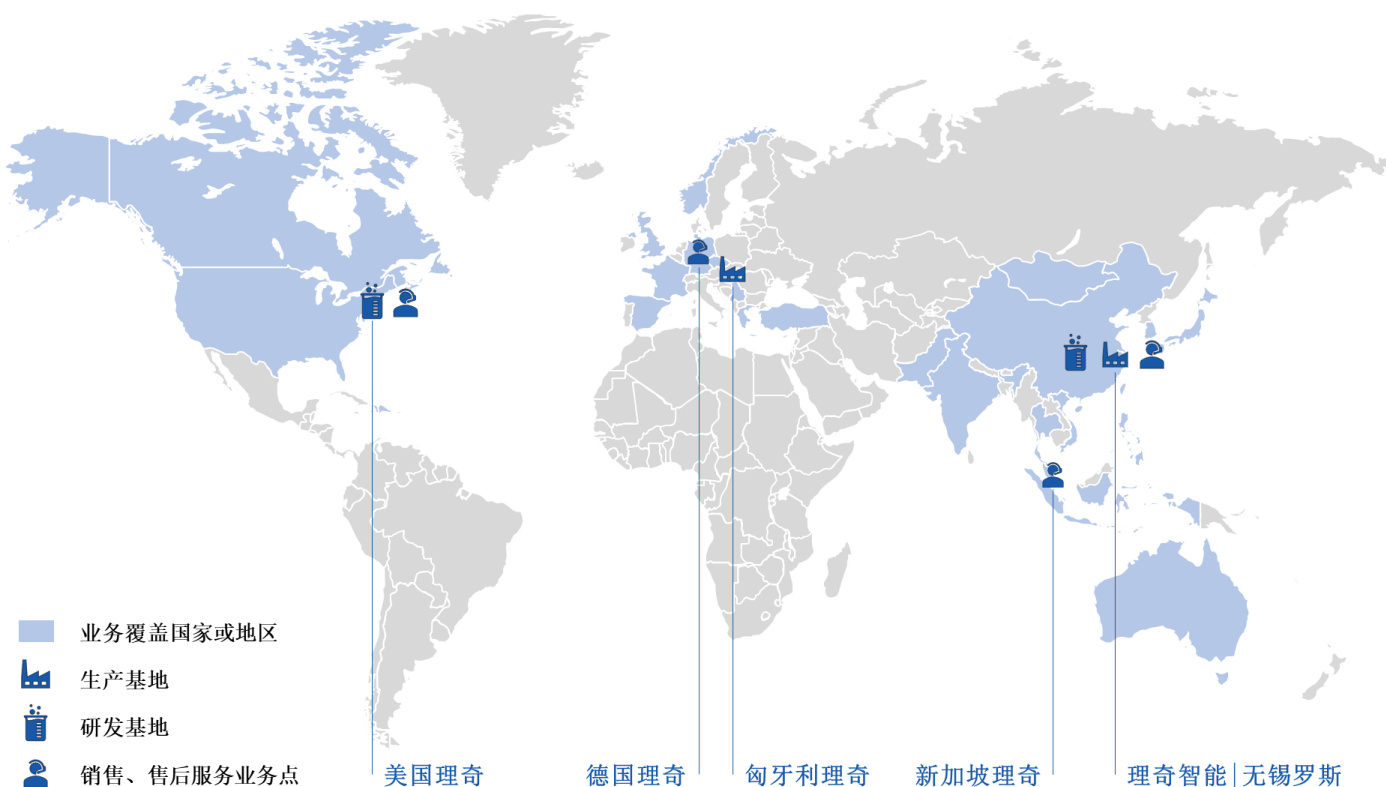 业务覆盖国家或地区
生产基地
研发基地
销售、售后服务业务点
美国理奇
德国理奇
匈牙利理奇
新加坡理奇
理奇智能|无锡罗斯